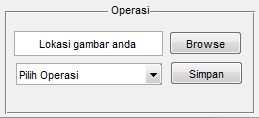 Operasi
Lokasi gambar anda Browse
Pilih Operasi Simpan